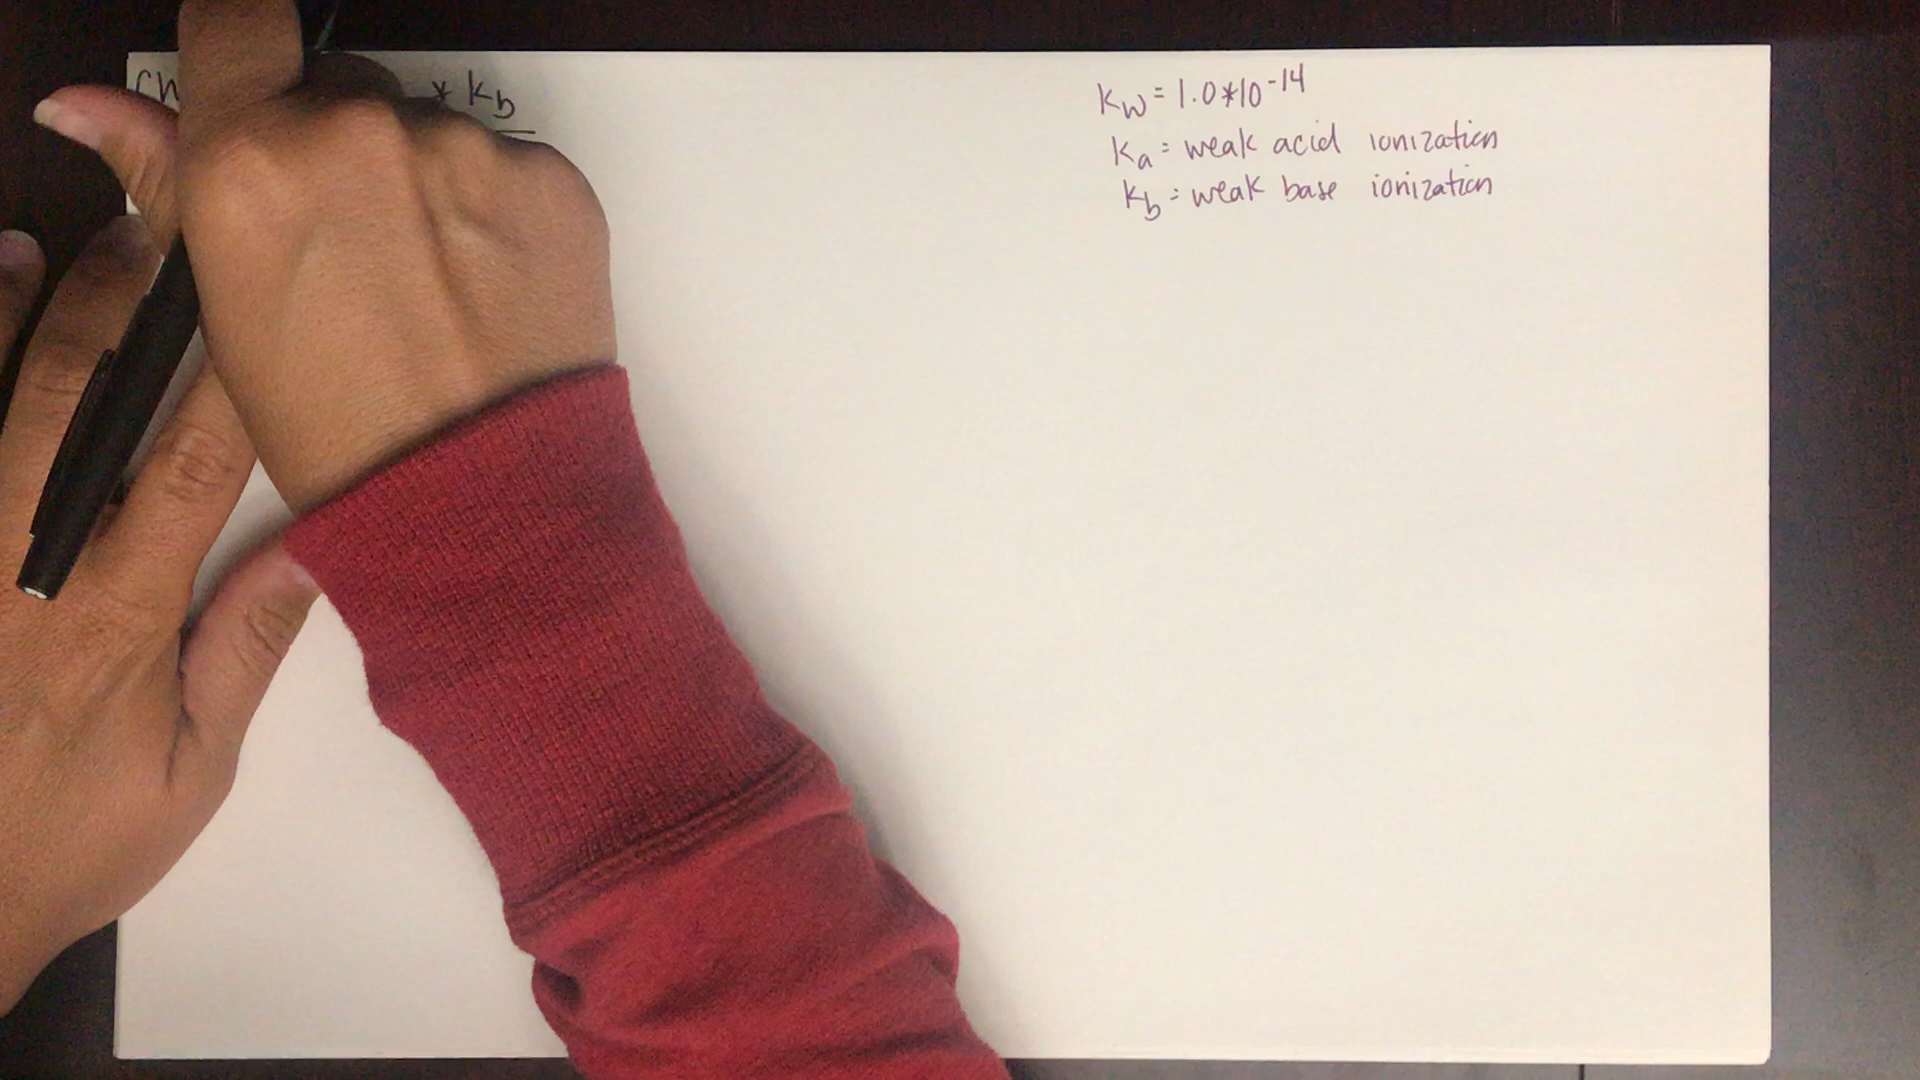 * Kb
Kw = 1.0*10^-14
Ka = weak acid ionization
Kb = weak base ionization